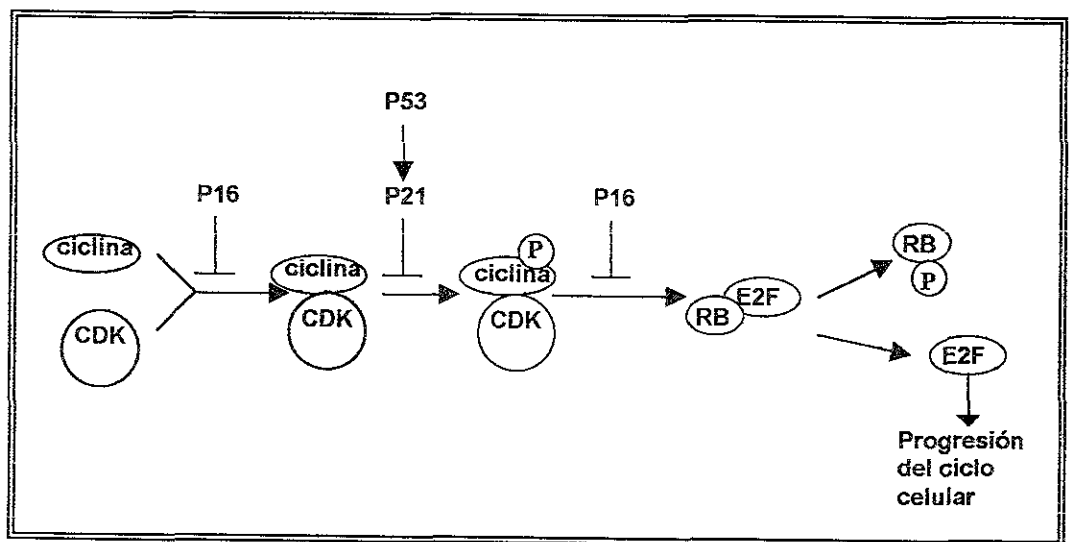 P53
P16
P21
P16
ciclina
CDK
ciclina
CDK
P
ciclina
CDK
RB
E2F
RB
P
E2F
Progresión
del ciclo
celular